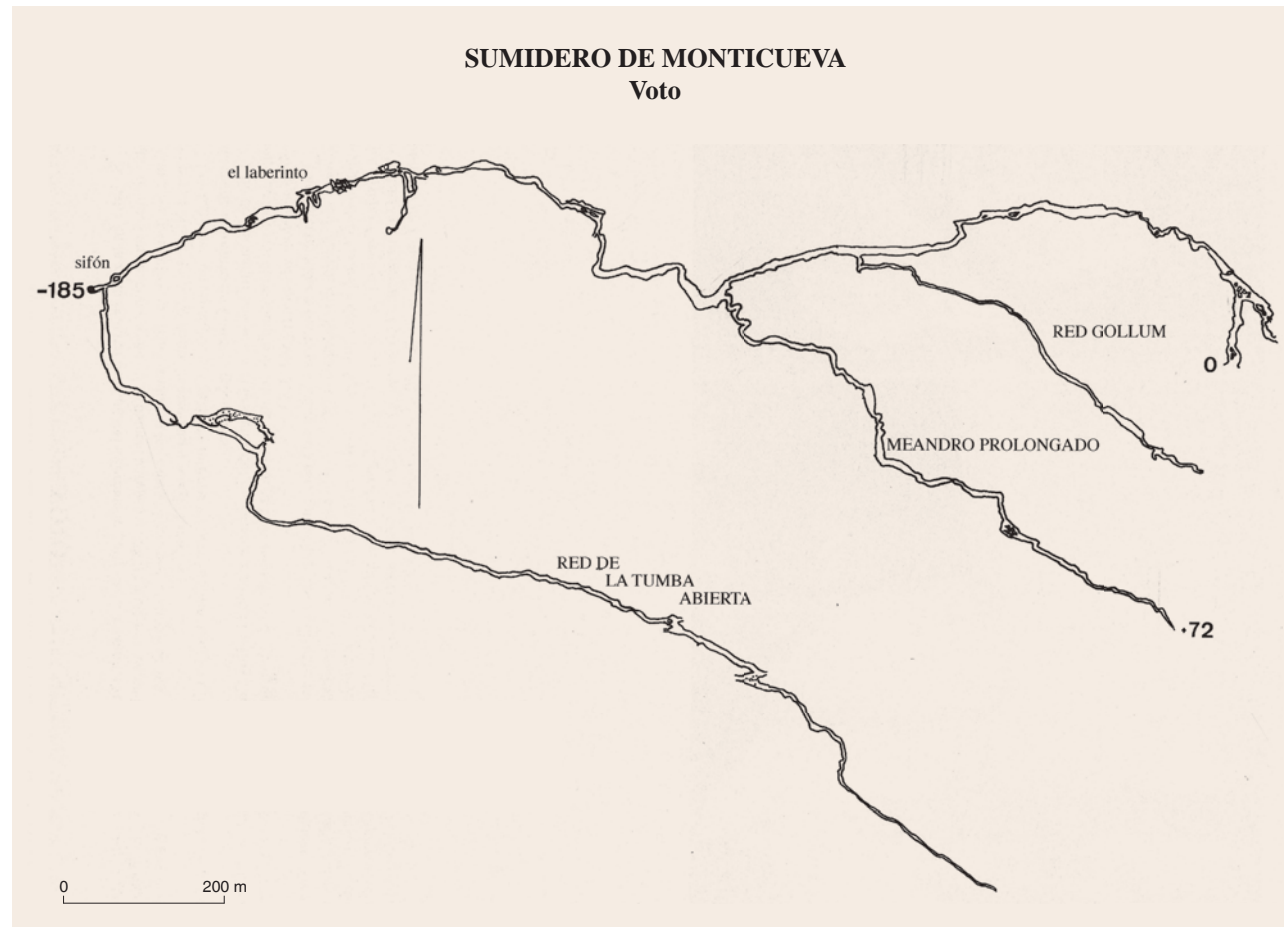 SUMIDERO DE MONTICUEVA
Voto
el laberinto
sifón
-185
RED GOLLUM
0
MEANDRO PROLONGADO
RED DE
LA TUMBA
ABIERTA
+72
0 200 m